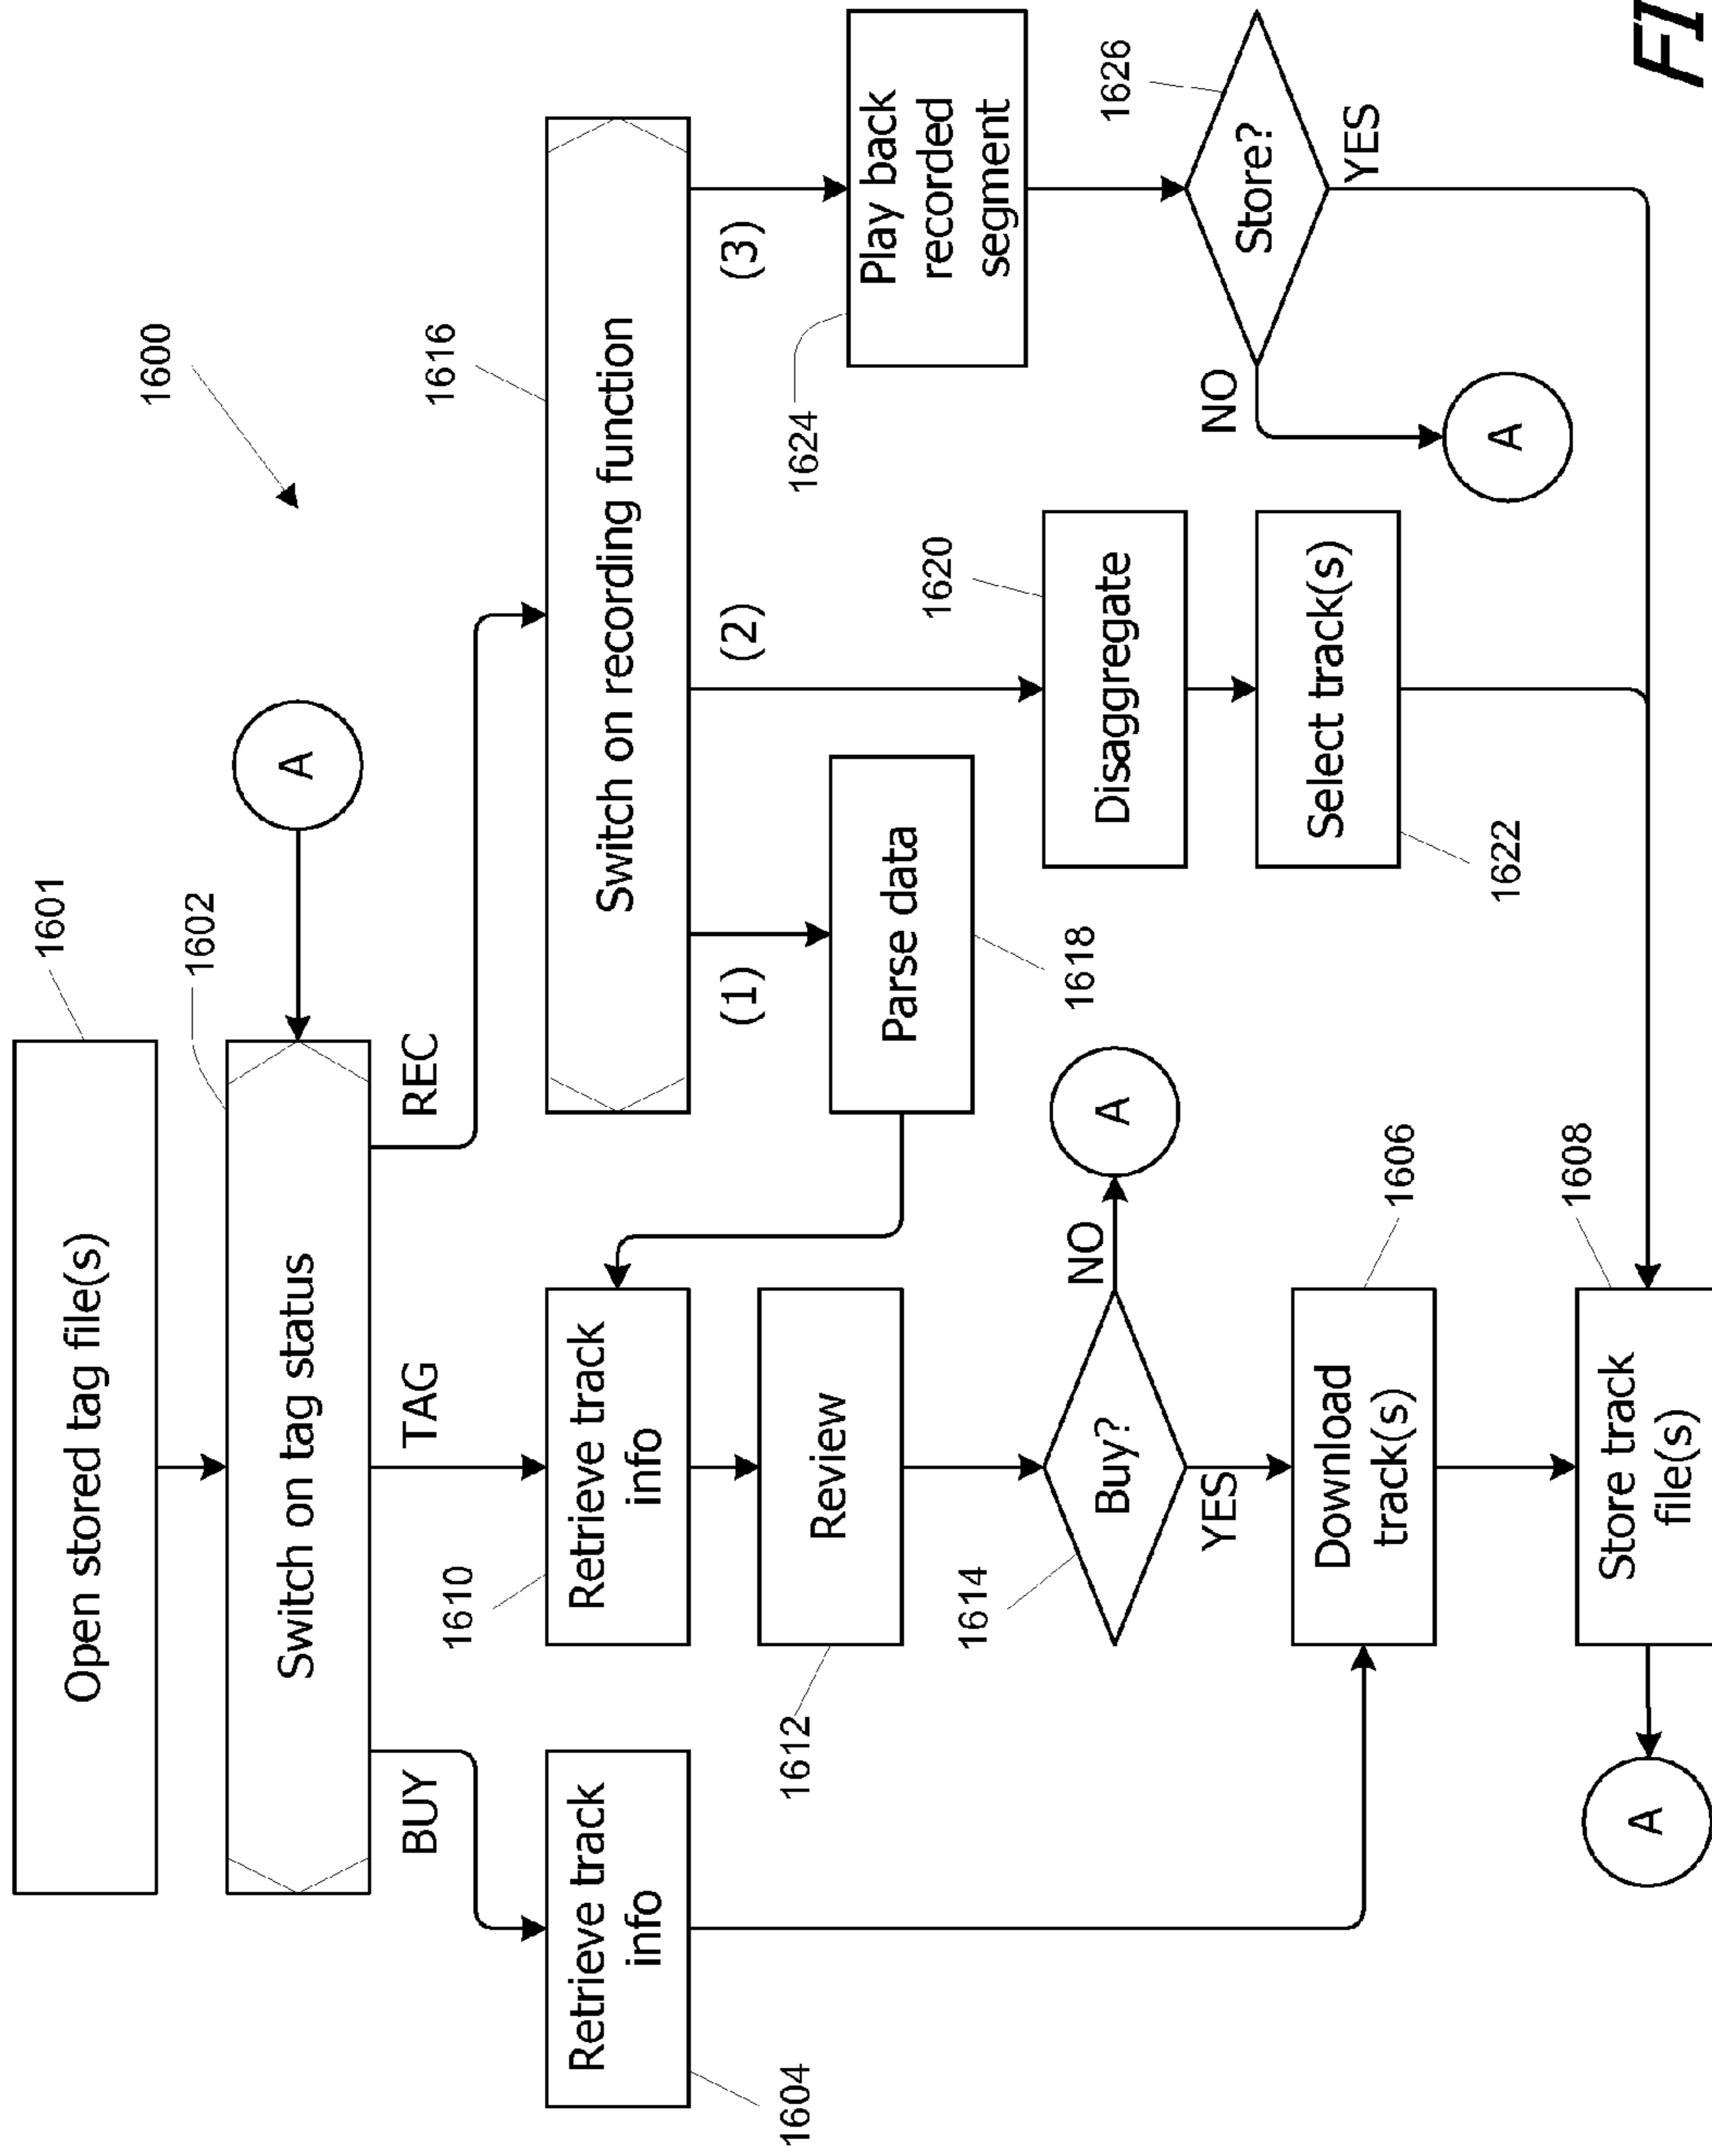 1600
1601
Open stored tag file(s)
1602
Switch on tag status
A
BUY
TAG
REC
1616
Switch on recording function
1604
Retrieve track
info
1610
Retrieve track
info
(1)
(2)
(3)
1612
Review
Parse data
1618
1624
Play back
recorded
segment
1620
Disaggregate
1614
Buy?
NO
A
YES
1626
Store?
NO
A
YES
Select track(s)
1622
Download
track(s)
1606
A
Store track
file(s)
1608
FI